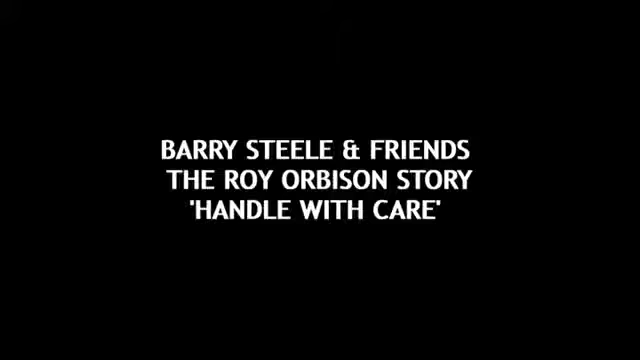 BARRY STEELE & FRIENDS
THE ROY ORBISON STORY
'HANDLE WITH CARE'